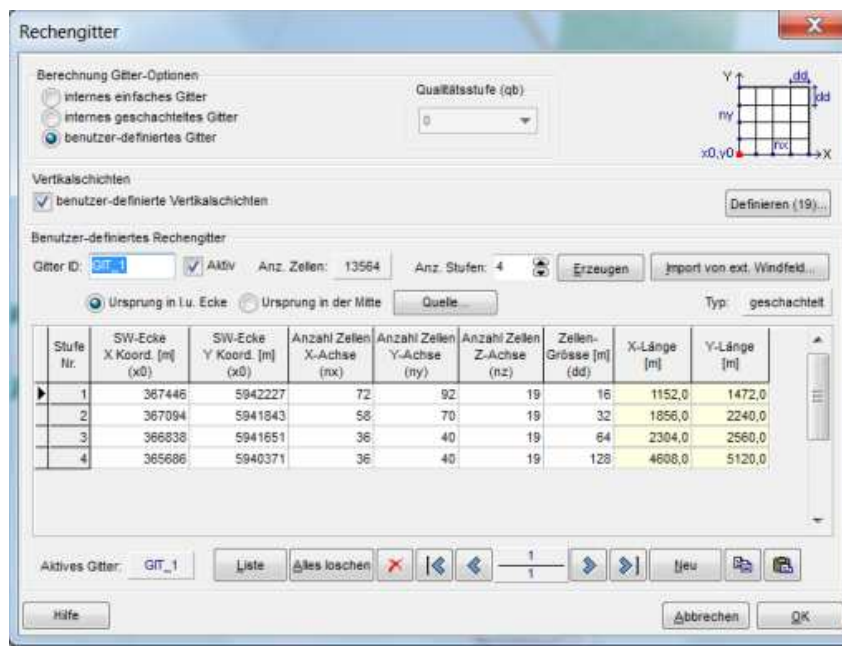 Rechengitter
Berechnung Gitter-Optionen
internes einfaches Gitter
internes geschachteltes Gitter
benutzer-definiertes Gitter
Qualitätsstufe (qb)
0
Y
dd
dd
ny
nx
x0,y0
X
Vertikalschichten
benutzer-definierte Vertikalschichten
Definieren (19)...
Benutzer-definiertes Rechengitter
Gitter ID: GIT_1 Aktiv Anz. Zellen: 13564 Anz. Stufen: 4 Erzeugen Import von ext. Windfeld...
Ursprung in l.u. Ecke Ursprung in der Mitte Quelle... Typ: geschachtelt
Stufe Nr. SW-Ecke X Koord. [m] (x0) SW-Ecke Y Koord. [m] (x0) Anzahl Zellen X-Achse (nx) Anzahl Zellen Y-Achse (ny) Anzahl Zellen Z-Achse (nz) Zellen-Grösse [m] (dd) X-Länge [m] Y-Länge [m]
1 367446 5942227 72 92 19 16 1152,0 1472,0
2 367094 5941843 58 70 19 32 1856,0 2240,0
3 366838 5941651 36 40 19 64 2304,0 2560,0
4 365686 5940371 36 40 19 128 4608,0 5120,0
Aktives Gitter: GIT_1 Liste Alles löschen 1 1 Neu
Hilfe Abbrechen OK